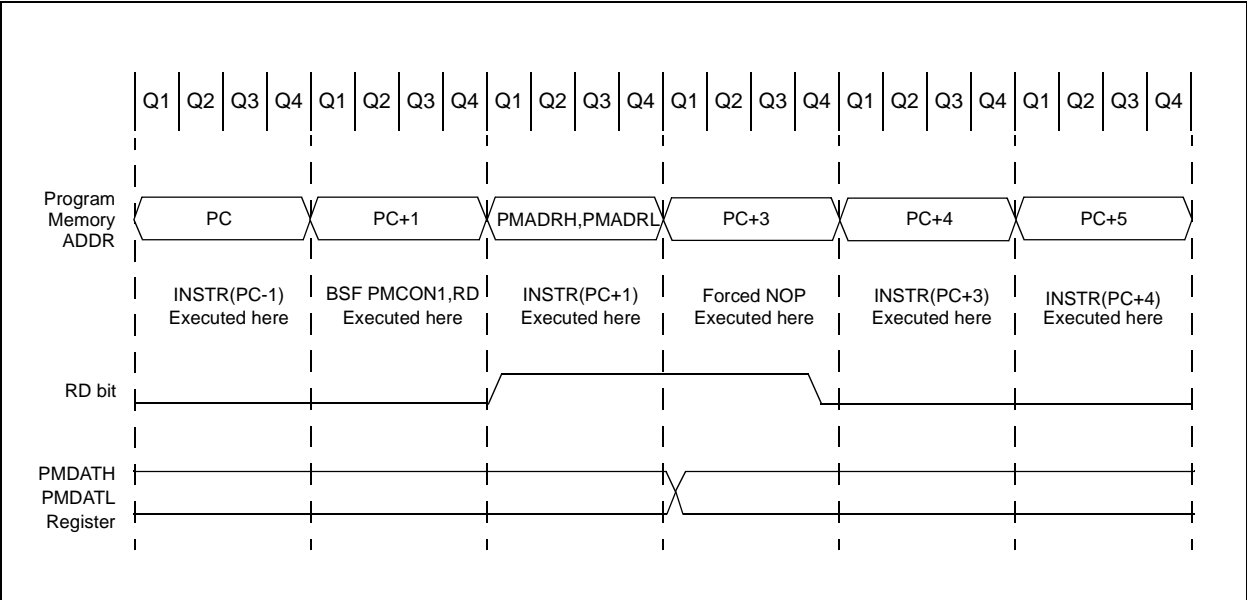 Q1 Q2 Q3 Q4 Q1 Q2 Q3 Q4 Q1 Q2 Q3 Q4 Q1 Q2 Q3 Q4 Q1 Q2 Q3 Q4 Q1 Q2 Q3 Q4
Program
Memory
ADDR
PC PC+1 PMADRH,PMADRL PC+3 PC+4 PC+5
INSTR(PC-1) BSF PMCON1,RD INSTR(PC+1) Forced NOP INSTR(PC+3) INSTR(PC+4)
Executed here Executed here Executed here Executed here Executed here Executed here
RD bit
PMDATH
PMDATL
Register